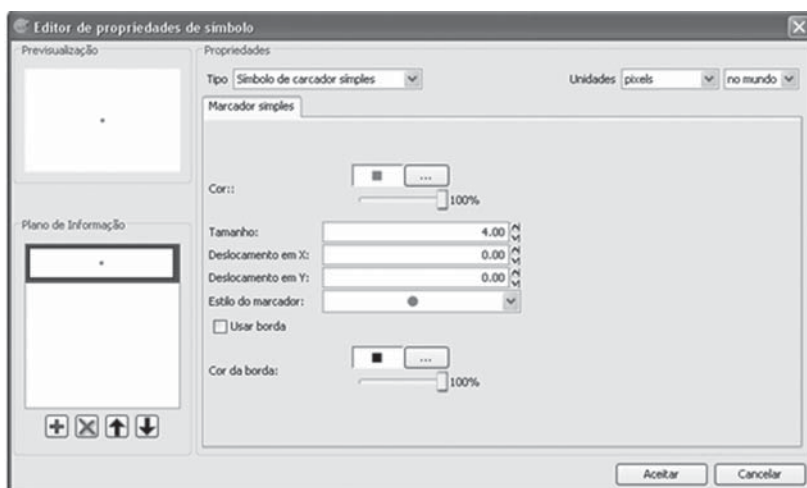 Editor de propriedades de símbolo
Previsualização
Propriedades
Tipo Símbolo de carcador símples Unidades pixels no mundo
Marcador simples
Cor::
...
100%
Plano de Informação
Tamanho: 4.00
Deslocamento em X: 0.00
Deslocamento em Y: 0.00
Estilo do marcador:
Usar borda
Cor da borda:
...
100%
Aceitar Cancelar